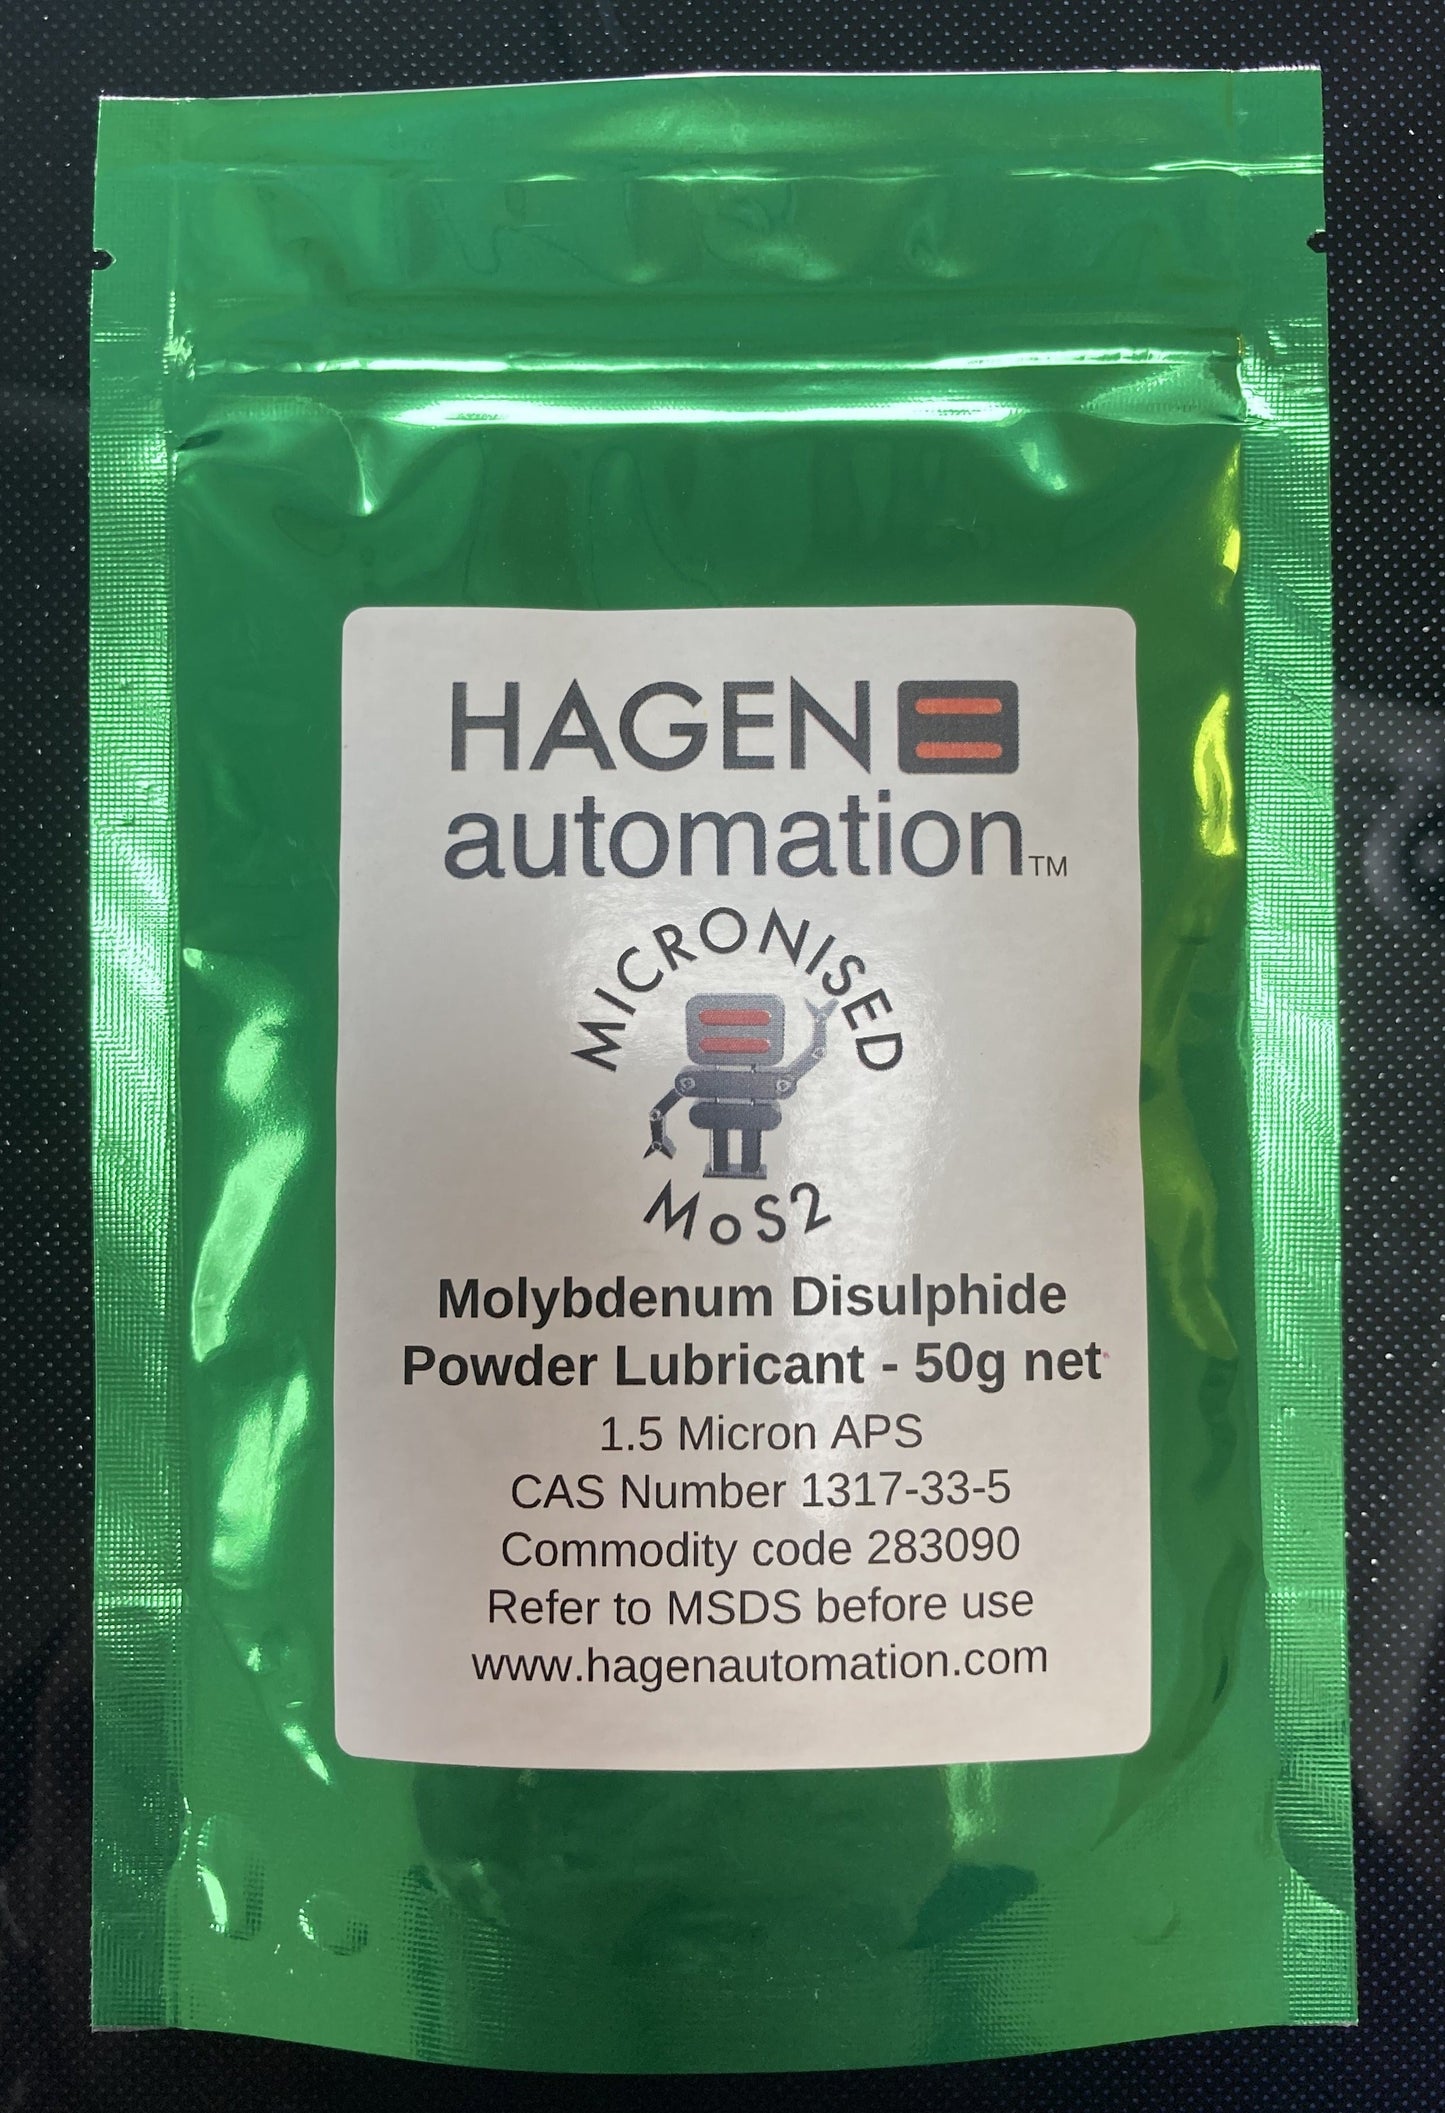 HAGEN
automation™
MICRONISED
MoS2
Molybdenum Disulphide
Powder Lubricant - 50g net
1.5 Micron APS
CAS Number 1317-33-5
Commodity code 283090
Refer to MSDS before use
www.hagenautomation.com